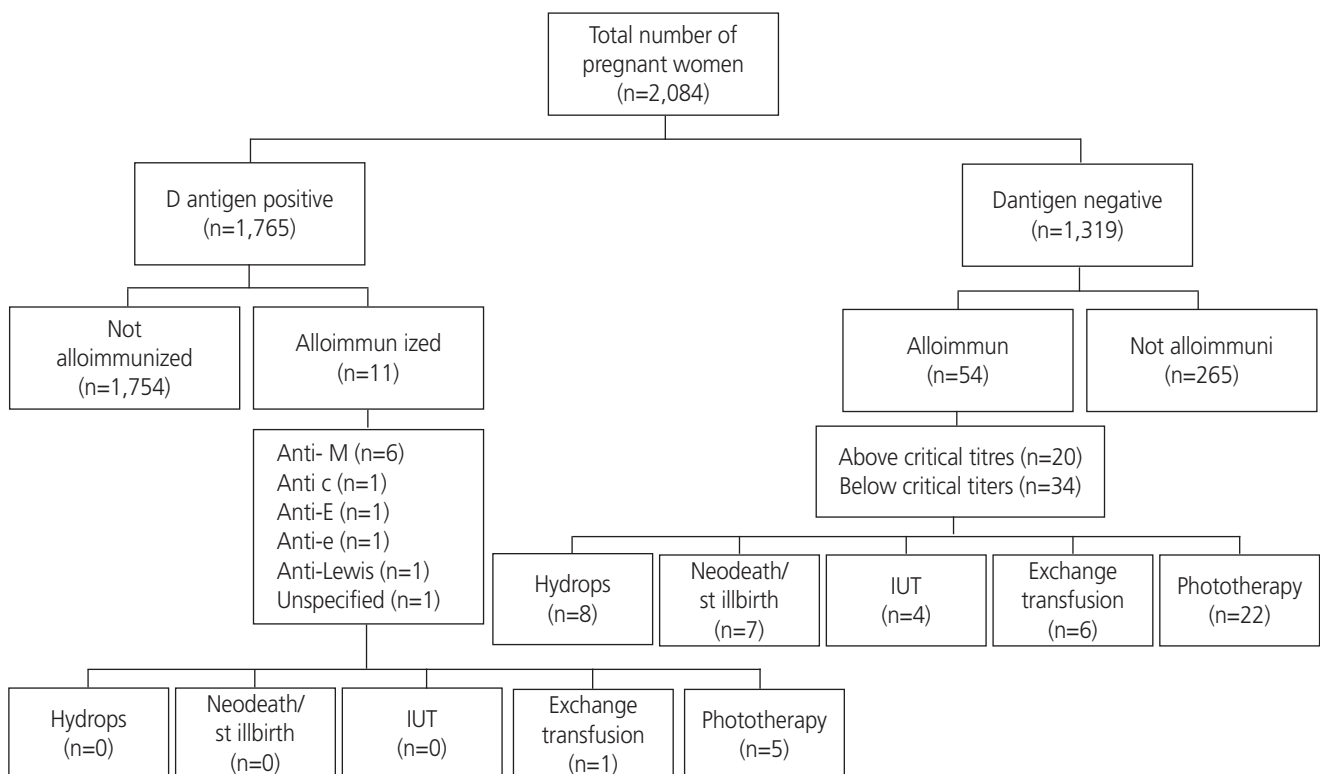 Total number of
pregnant women
(n=2,084)
D antigen positive
(n=1,765)
Dantigen negative
(n=1,319)
Not
alloimmunized
(n=1,754)
Alloimmun ized
(n=11)
Alloimmun
(n=54)
Not alloimmuni
(n=265)
Anti- M (n=6)
Anti c (n=1)
Anti-E (n=1)
Anti-e (n=1)
Anti-Lewis (n=1)
Unspecified (n=1)
Above critical titres (n=20)
Below critical titers (n=34)
Hydrops
(n=8)
Neodeath/
st illbirth
(n=7)
IUT
(n=4)
Exchange
transfusion
(n=6)
Phototherapy
(n=22)
Hydrops
(n=0)
Neodeath/
st illbirth
(n=0)
IUT
(n=0)
Exchange
transfusion
(n=1)
Phototherapy
(n=5)